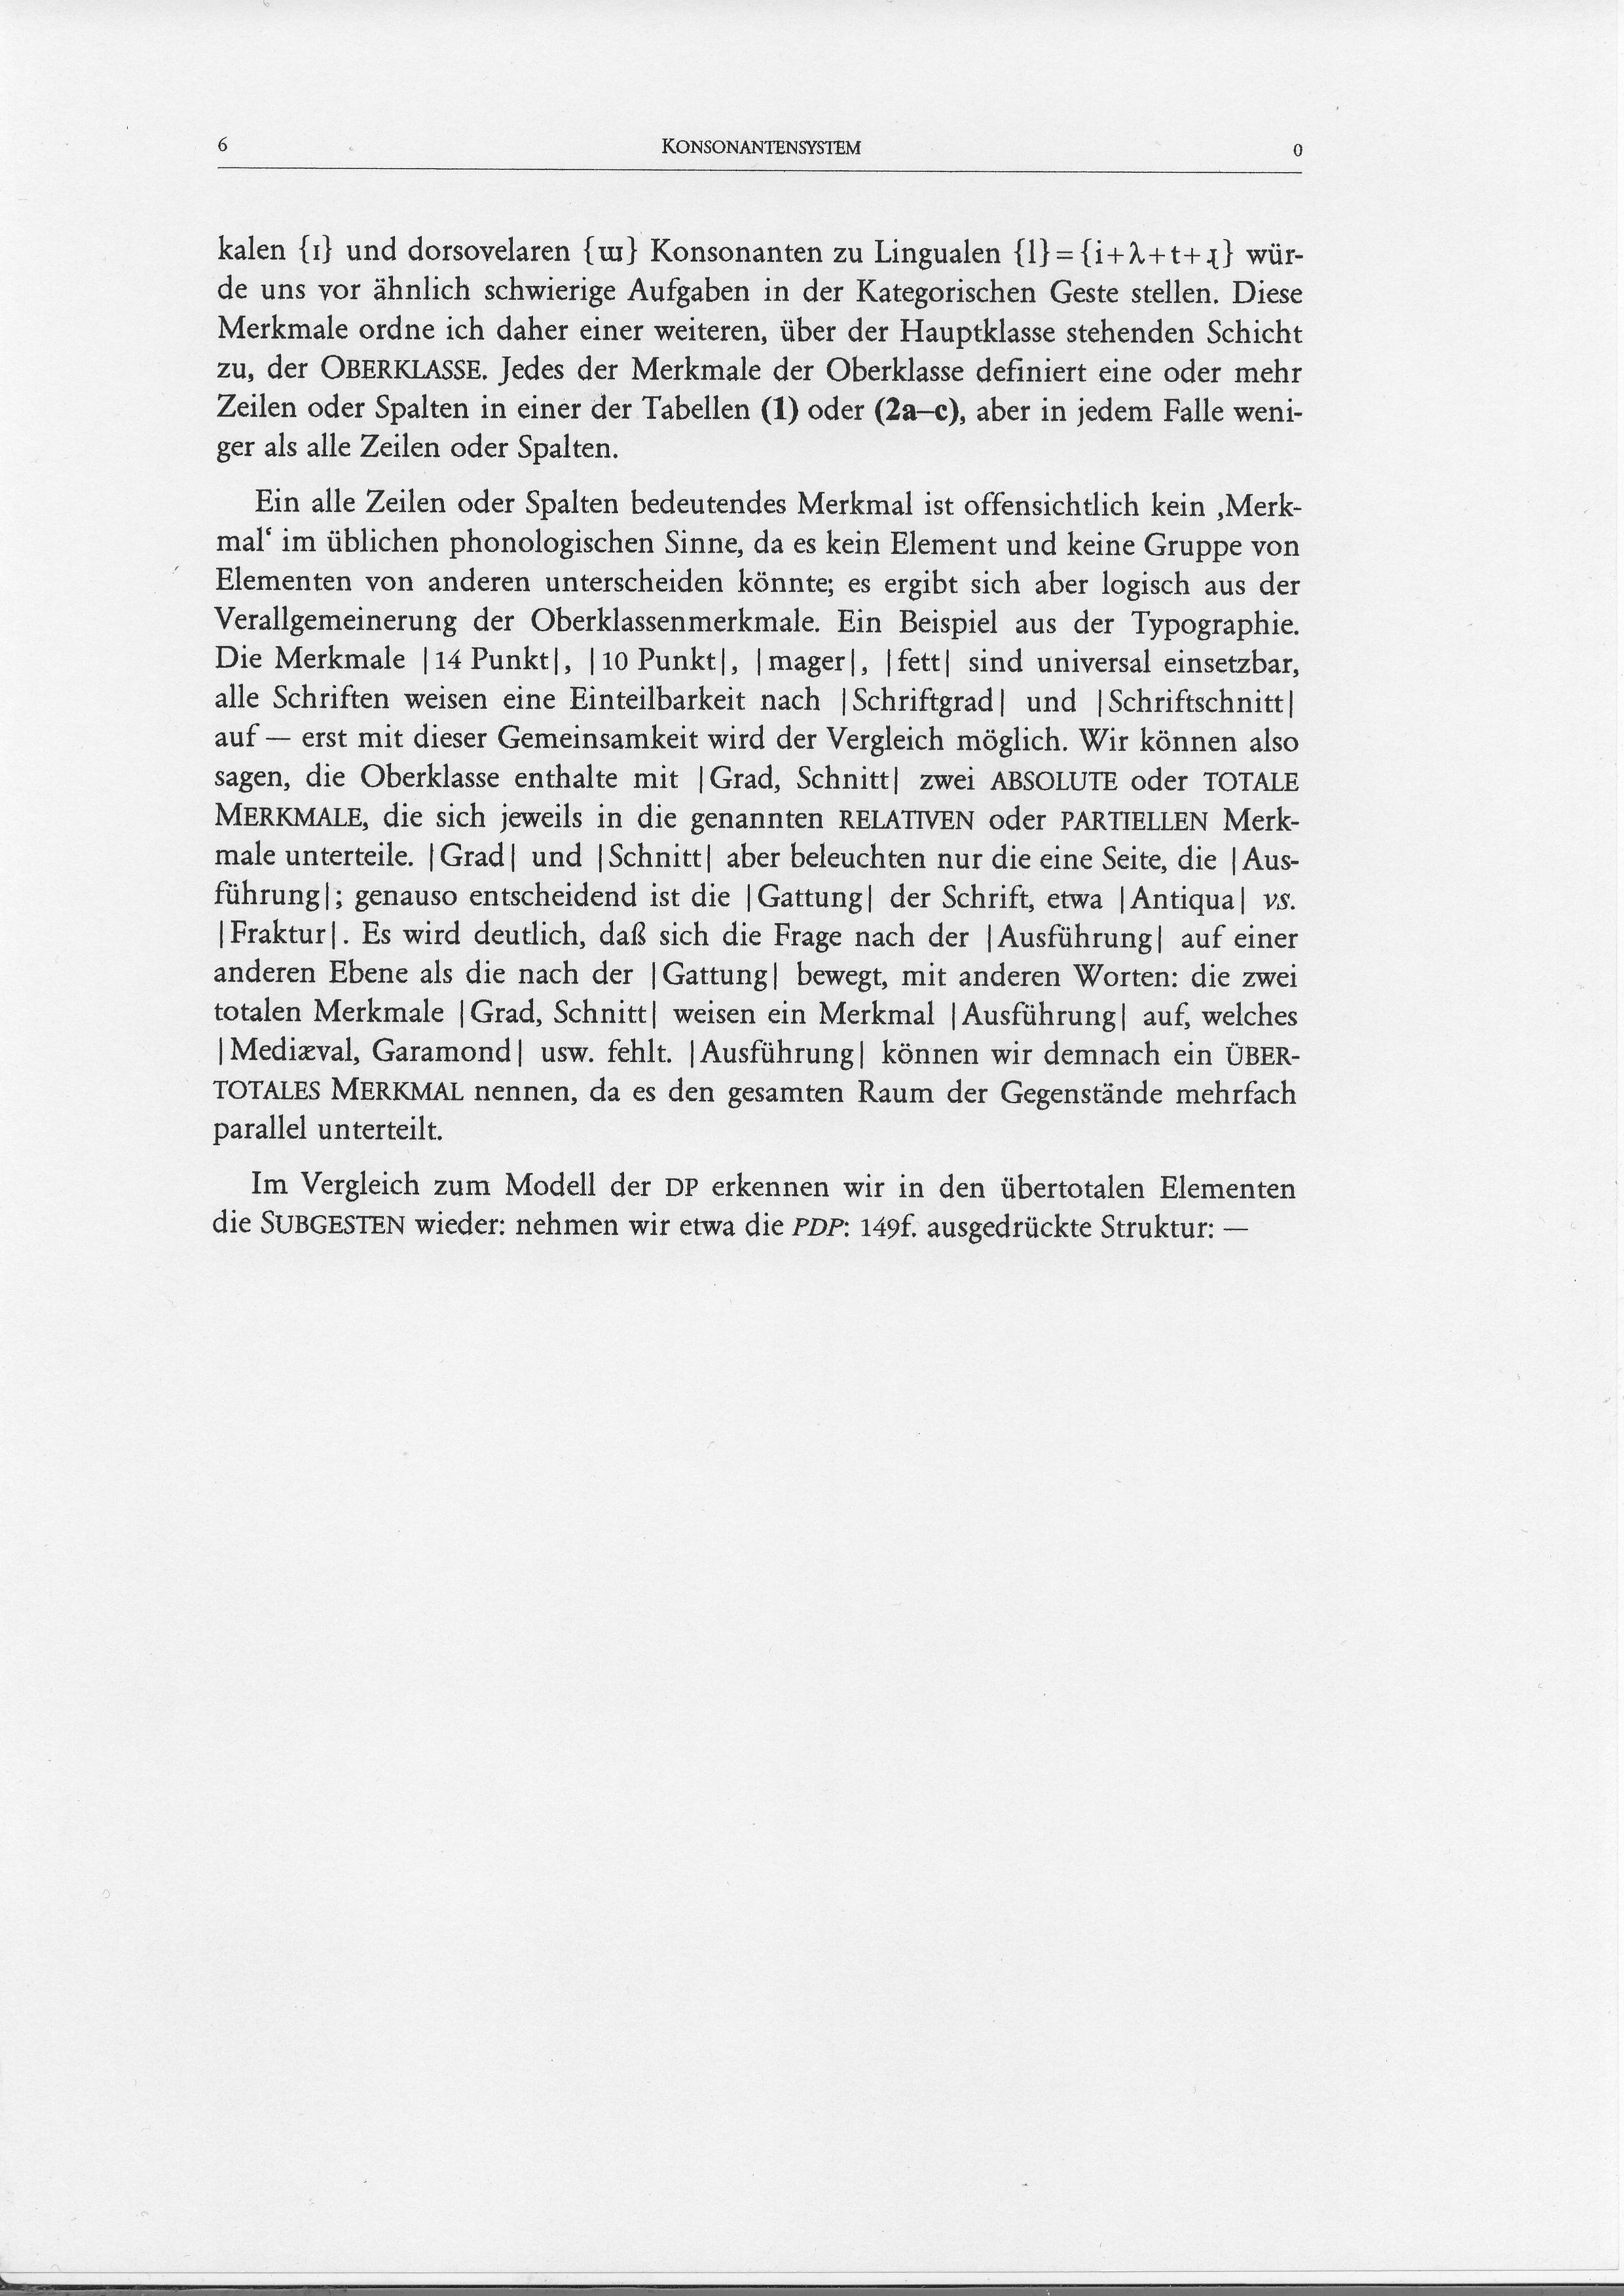 6 KONSONANTENSYSTEM 0
kalen {ɪ} und dorsovelaren {ɯ} Konsonanten zu Lingualen {l}={i+λ+t+ʇ} wür-
de uns vor ähnlich schwierige Aufgaben in der Kategorischen Geste stellen. Diese
Merkmale ordne ich daher einer weiteren, über der Hauptklasse stehenden Schicht
zu, der OBERKLASSE. Jedes der Merkmale der Oberklasse definiert eine oder mehr
Zeilen oder Spalten in einer der Tabellen (1) oder (2a–c), aber in jedem Falle weni-
ger als alle Zeilen oder Spalten.
Ein alle Zeilen oder Spalten bedeutendes Merkmal ist offensichtlich kein ‚Merk-
mal‘ im üblichen phonologischen Sinne, da es kein Element und keine Gruppe von
Elementen von anderen unterscheiden könnte; es ergibt sich aber logisch aus der
Verallgemeinerung der Oberklassenmerkmale. Ein Beispiel aus der Typographie.
Die Merkmale |14 Punkt|, |10 Punkt|, |mager|, |fett| sind universal einsetzbar,
alle Schriften weisen eine Einteilbarkeit nach |Schriftgrad| und |Schriftschnitt|
auf — erst mit dieser Gemeinsamkeit wird der Vergleich möglich. Wir können also
sagen, die Oberklasse enthalte mit |Grad, Schnitt| zwei ABSOLUTE oder TOTALE
MERKMALE, die sich jeweils in die genannten RELATIVEN oder PARTIELLEN Merk-
male unterteile. |Grad| und |Schnitt| aber beleuchten nur die eine Seite, die |Aus-
führung|; genauso entscheidend ist die |Gattung| der Schrift, etwa |Antiqua| vs.
|Fraktur|. Es wird deutlich, daß sich die Frage nach der |Ausführung| auf einer
anderen Ebene als die nach der |Gattung| bewegt, mit anderen Worten: die zwei
totalen Merkmale |Grad, Schnitt| weisen ein Merkmal |Ausführung| auf, welches
|Mediæval, Garamond| usw. fehlt. |Ausführung| können wir demnach ein ÜBER-
TOTALES MERKMAL nennen, da es den gesamten Raum der Gegenstände mehrfach
parallel unterteilt.
Im Vergleich zum Modell der DP erkennen wir in den übertotalen Elementen
die SUBGESTEN wieder: nehmen wir etwa die PDP: 149f. ausgedrückte Struktur: —